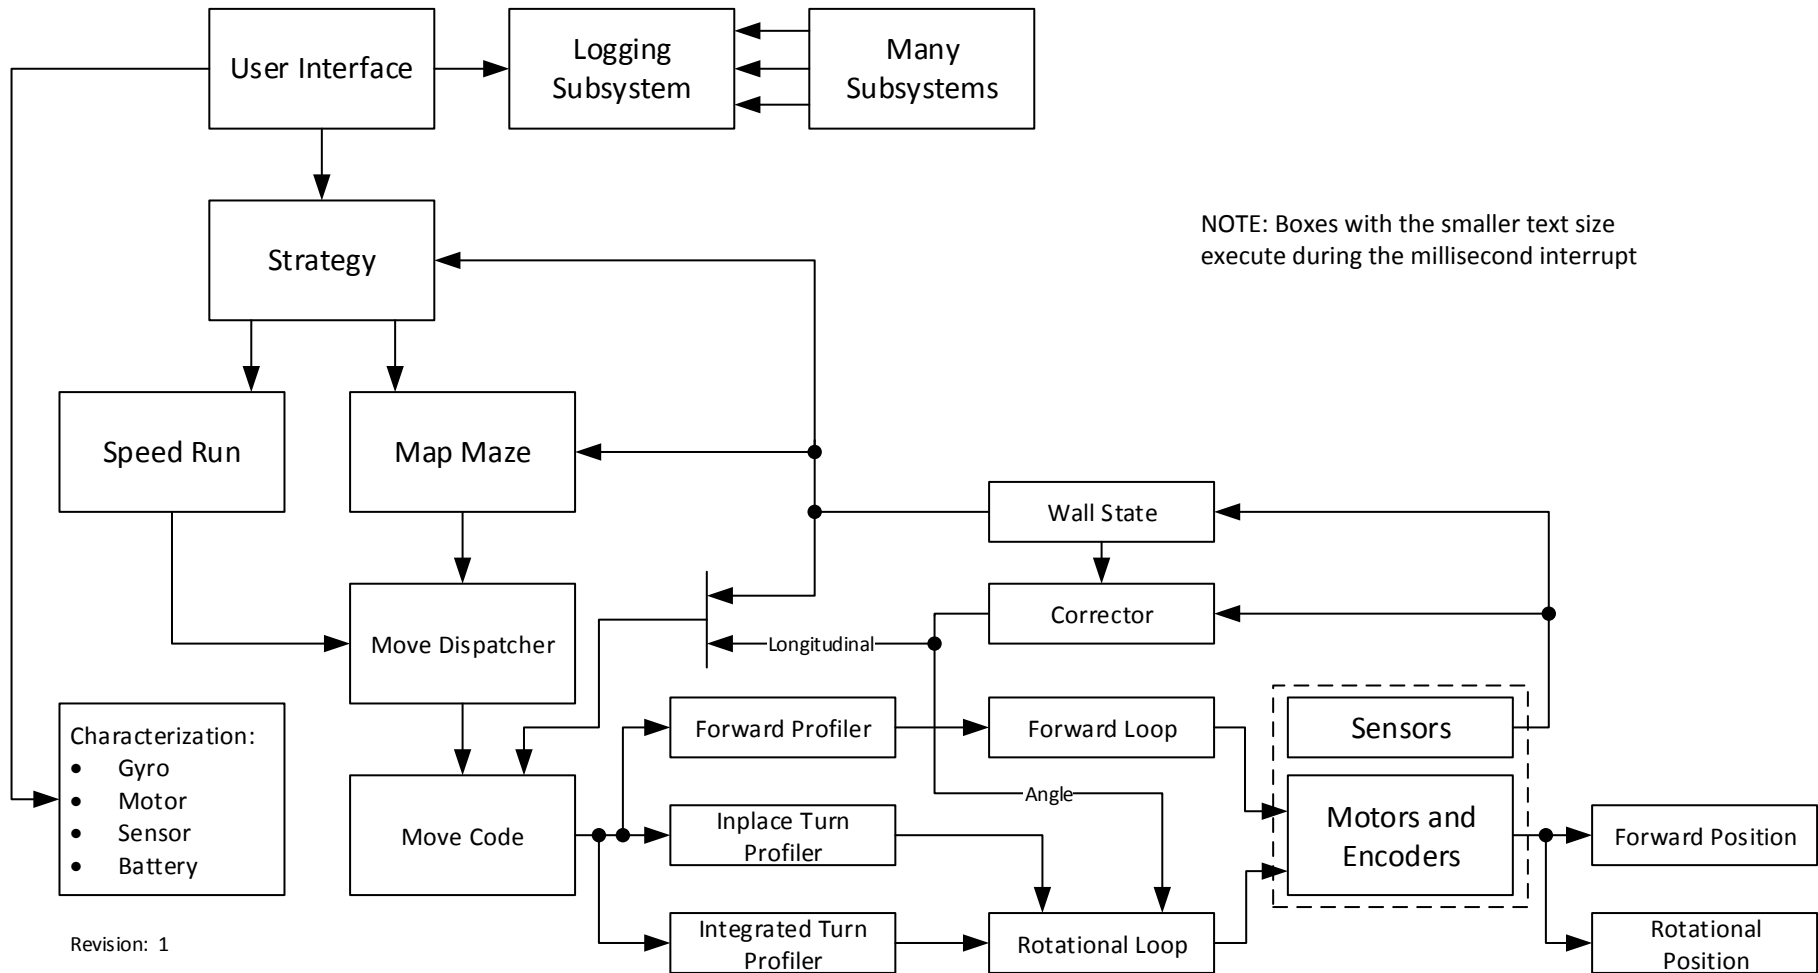 User Interface
Logging
Subsystem
Many
Subsystems
NOTE: Boxes with the smaller text size
execute during the millisecond interrupt
Strategy
Speed Run
Map Maze
Wall State
Move Dispatcher
Corrector
Longitudinal
Characterization:
• Gyro
• Motor
• Sensor
• Battery
Move Code
Forward Profiler
Forward Loop
Sensors
Angle
Inplace Turn
Profiler
Motors and
Encoders
Forward Position
Integrated Turn
Profiler
Rotational Loop
Rotational
Position
Revision: 1